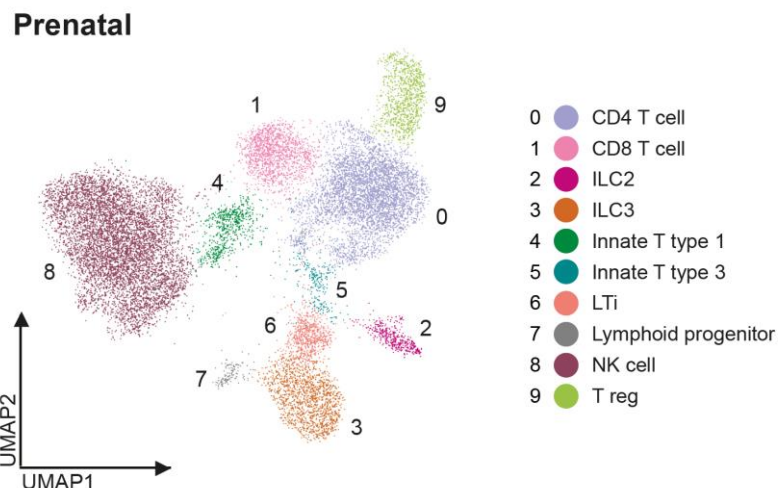 Prenatal
9
1
4
0
8
5
6
2
7
3
UMAP2
UMAP1
0 CD4 T cell
1 CD8 T cell
2 ILC2
3 ILC3
4 Innate T type 1
5 Innate T type 3
6 LTi
7 Lymphoid progenitor
8 NK cell
9 T reg